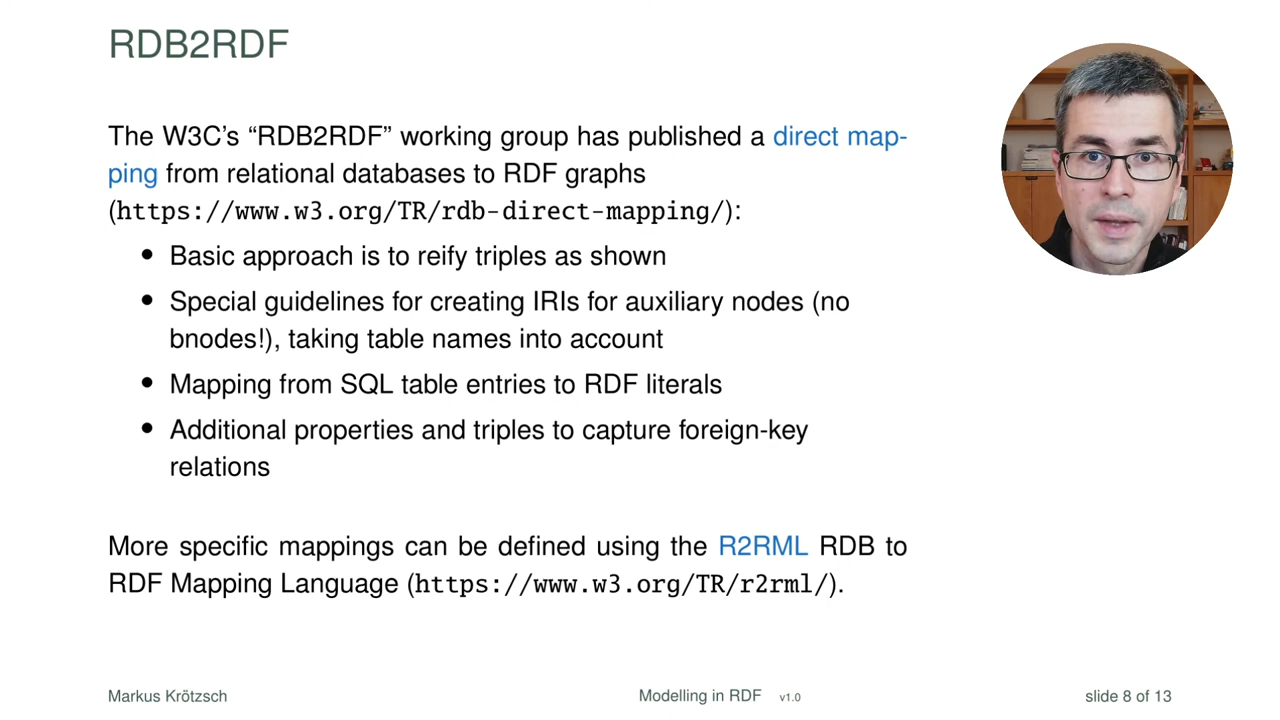 RDB2RDF
The W3C's “RDB2RDF” working group has published a direct map-
ping from relational databases to RDF graphs
(https://www.w3.org/TR/rdb-direct-mapping/):
• Basic approach is to reify triples as shown
• Special guidelines for creating IRIs for auxiliary nodes (no
bnodes!), taking table names into account
• Mapping from SQL table entries to RDF literals
• Additional properties and triples to capture foreign-key
relations
More specific mappings can be defined using the R2RML RDB to
RDF Mapping Language (https://www.w3.org/TR/r2rml/).
Markus Krötzsch Modelling in RDF v1.0 slide 8 of 13